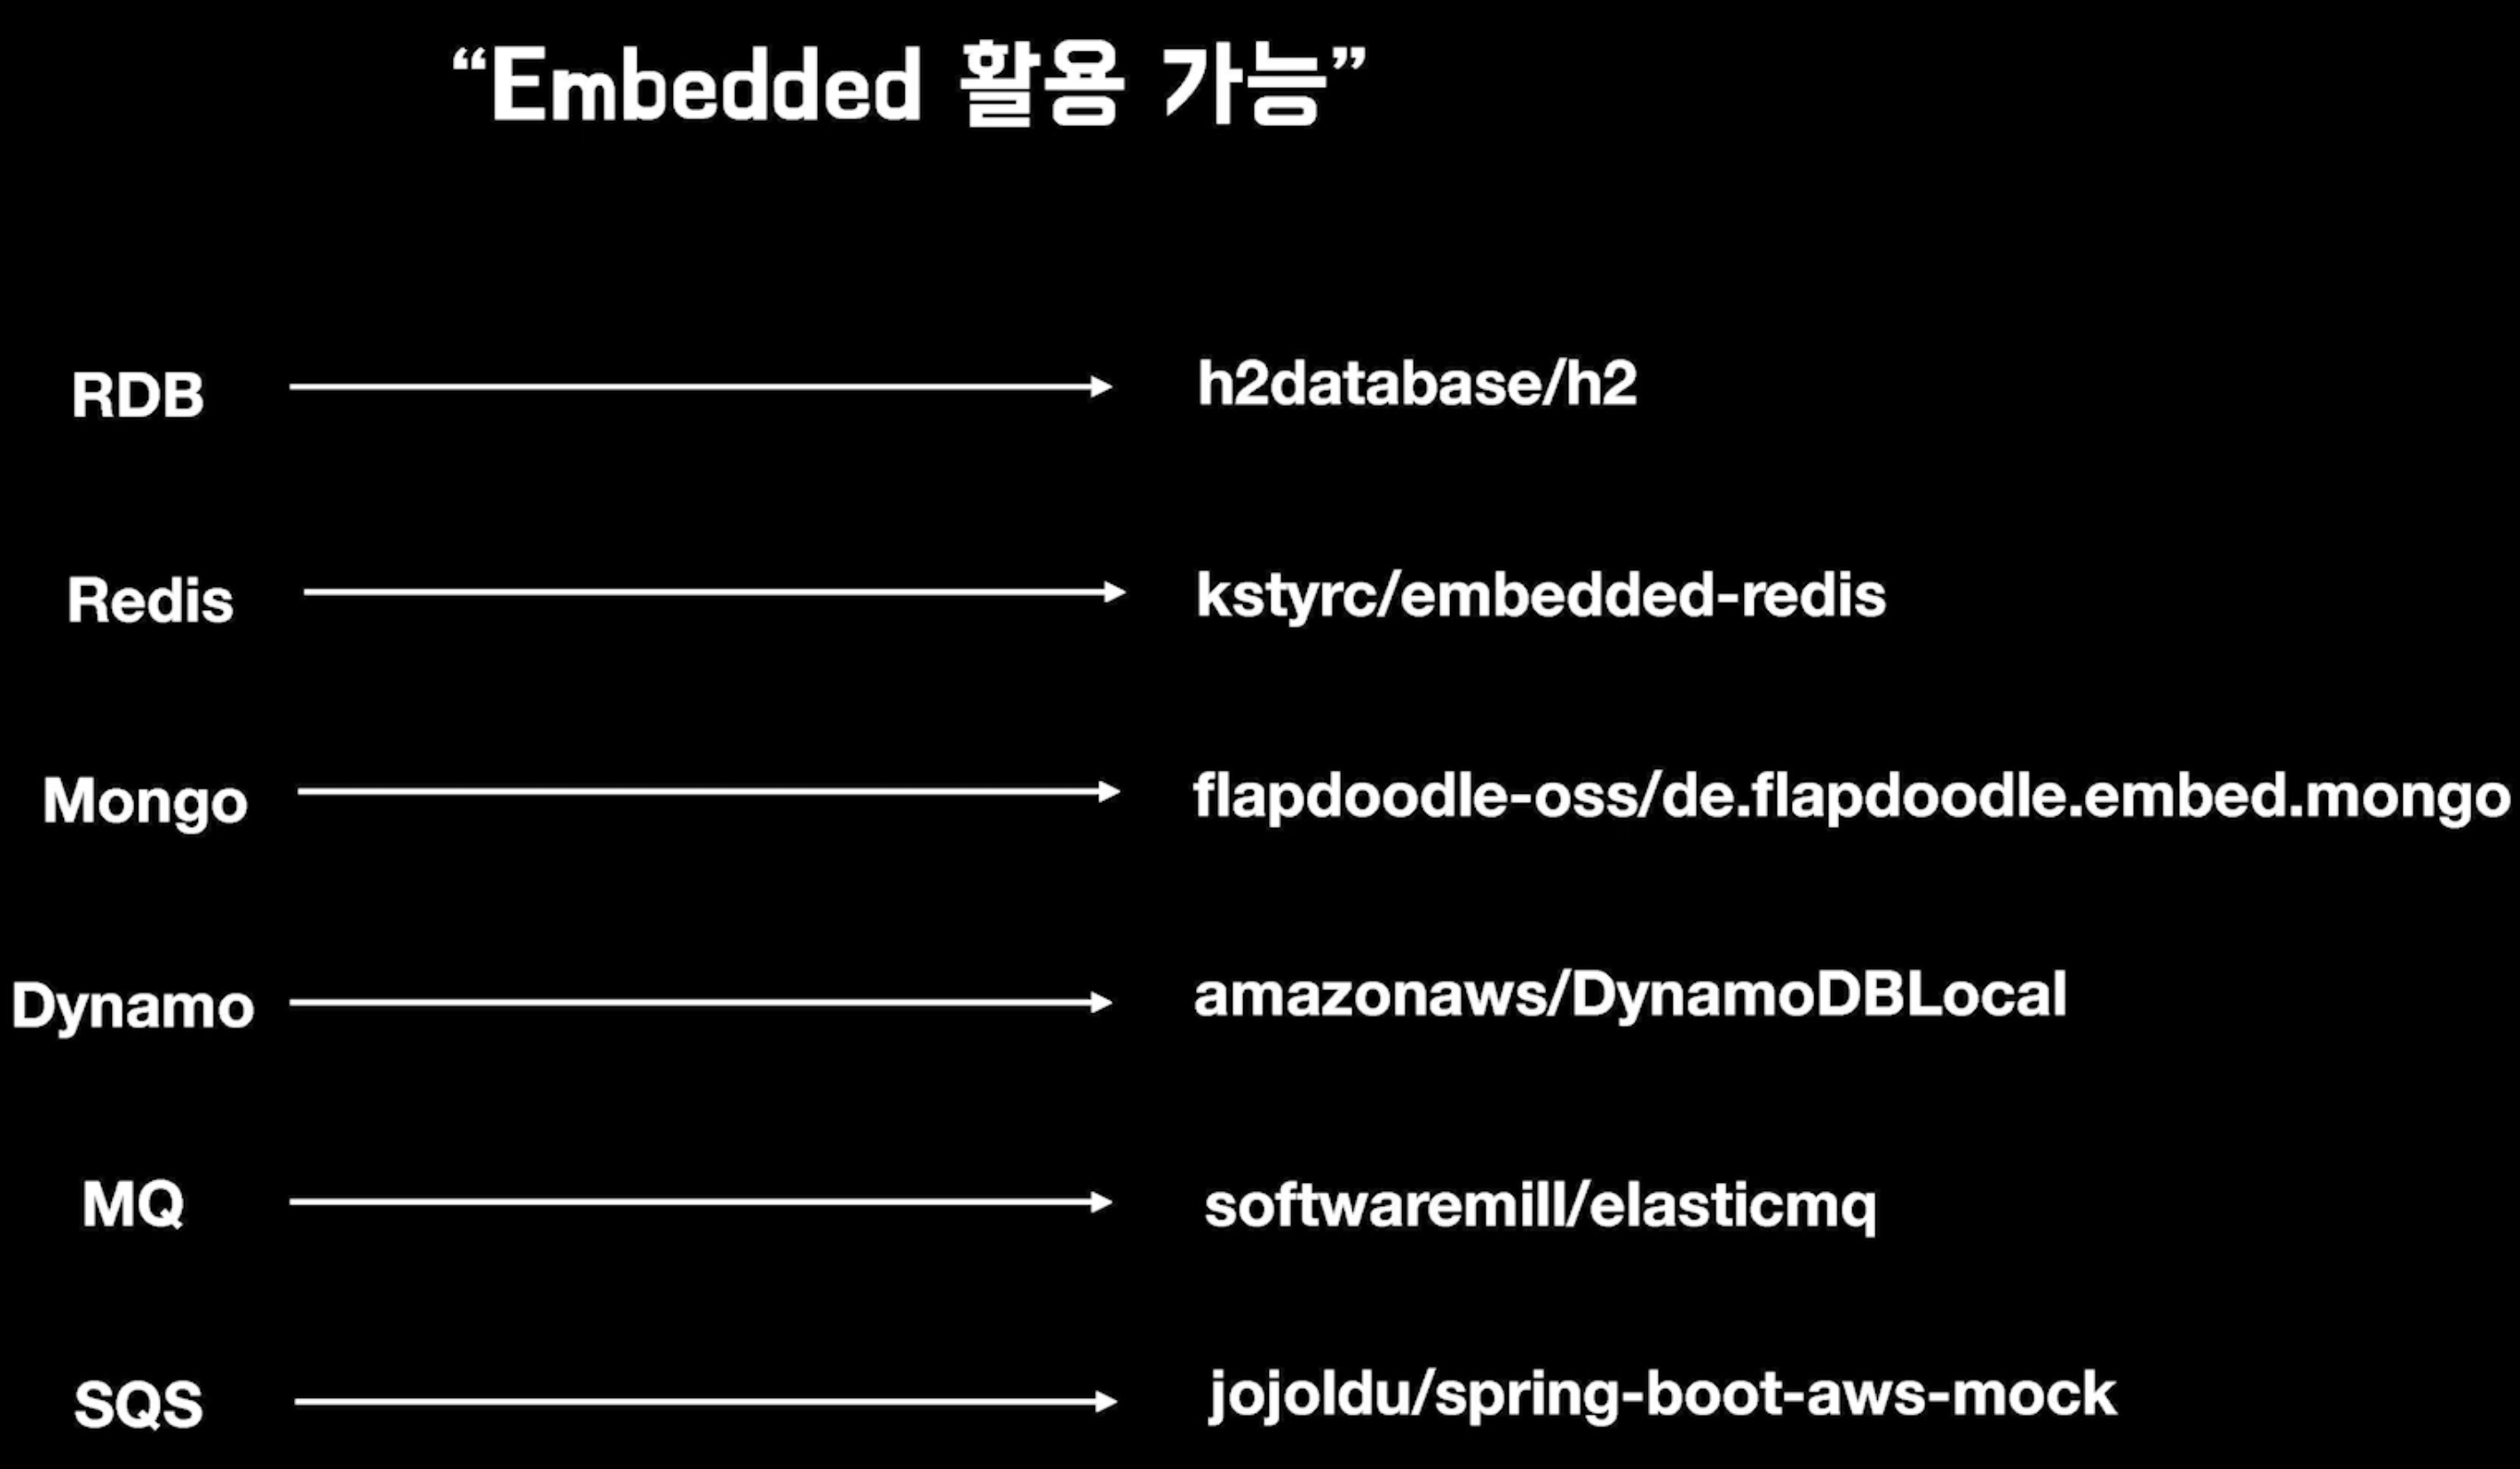 “Embedded 활용 가능”
RDB h2database/h2
Redis kstyrc/embedded-redis
Mongo flapdoodle-oss/de.flapdoodle.embed.mongo
Dynamo amazonaws/DynamoDBLocal
MQ softwaremill/elasticmq
SQS jojoldu/spring-boot-aws-mock